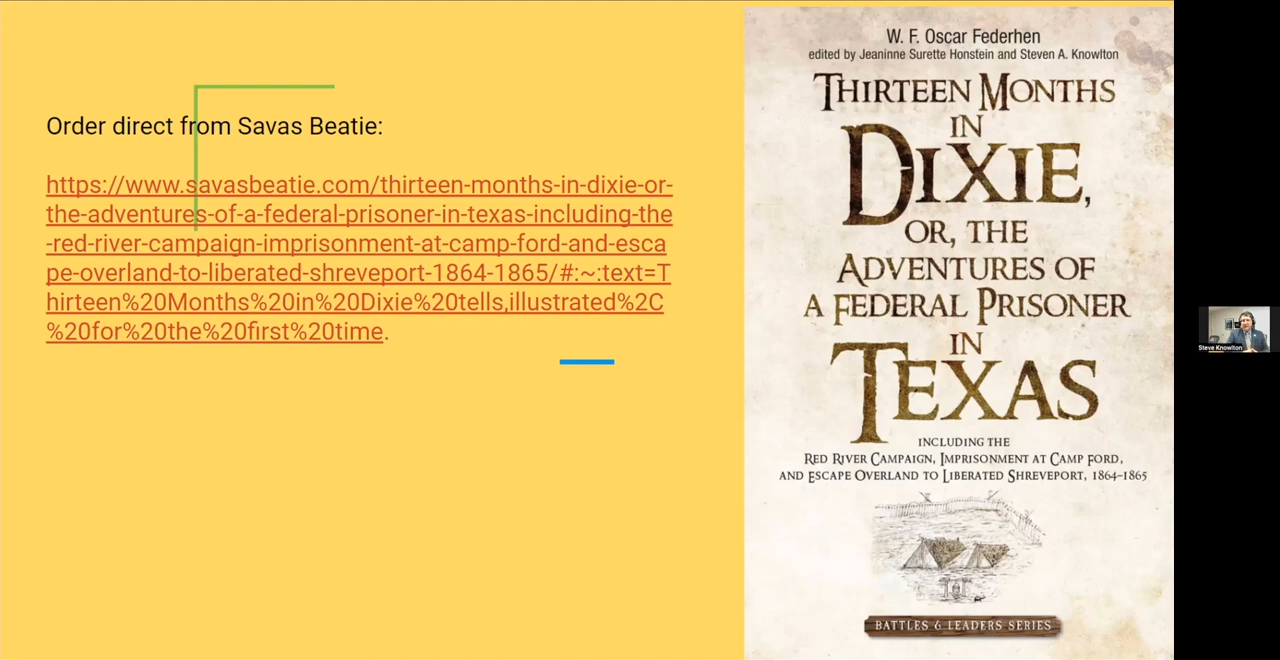 Order direct from Savas Beatie:
https://www.savasbeatie.com/thirteen-months-in-dixie-or-
the-adventures-of-a-federal-prisoner-in-texas-including-the
-red-river-campaign-imprisonment-at-camp-ford-and-esca
pe-overland-to-liberated-shreveport-1864-1865/#:~:text=T
hirteen%20Months%20in%20Dixie%20tells,illustrated%2C
%20for%20the%20first%20time.
W. F. Oscar Federhen
edited by Jeaninne Surette Honstein and Steven A. Knowlton
THIRTEEN MONTHS
IN
DIXIE,
OR, THE
ADVENTURES OF
A FEDERAL PRISONER
IN
TEXAS
INCLUDING THE
RED RIVER CAMPAIGN, IMPRISONMENT AT CAMP FORD,
AND ESCAPE OVERLAND TO LIBERATED SHREVEPORT, 1864–1865
BATTLES & LEADERS SERIES
Steve Knowlton